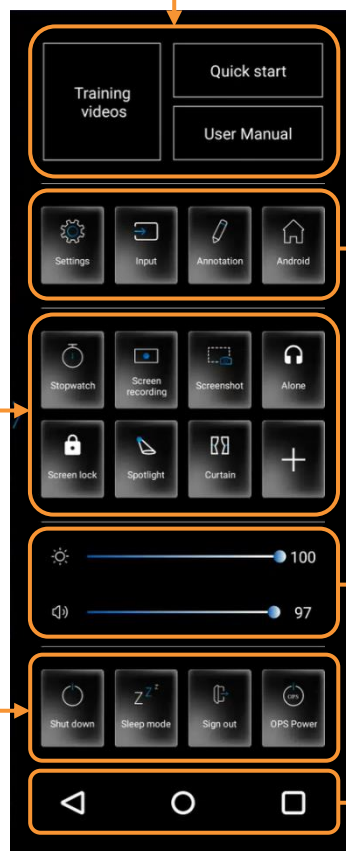 Training
videos
Quick start
User Manual
Settings
Input
Annotation
Android
Stopwatch
Screen
recording
Screenshot
Alone
Screen lock
Spotlight
Curtain
100
97
Shut down
Z Z Z
Sleep mode
Sign out
OPS
OPS Power